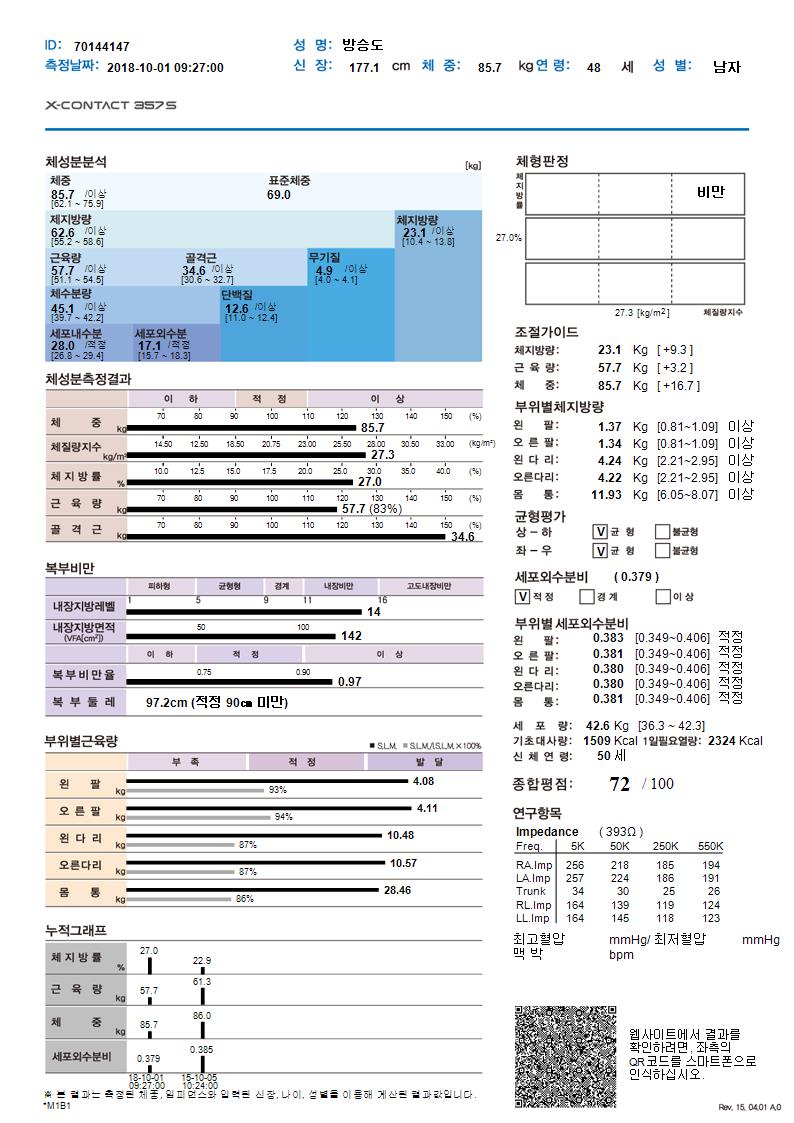 ID: 70144147 성 명: 방승도
측정날짜: 2018-10-01 09:27:00 신 장: 177.1 cm 체 중: 85.7 kg 연 령: 48 세 성 별: 남자
X-CONTACT 357S
체성분분석 [kg]
체중 표준체중
85.7 /이상 69.0
[62.1 ~ 75.9]
제지방량 체지방량
62.6 /이상 23.1 /이상
[55.2 ~ 58.6] [10.4 ~ 13.8]
근육량 골격근 무기질
57.7 /이상 34.6 /이상 4.9 /이상
[51.1 ~ 54.5] [30.6 ~ 32.7] [4.0 ~ 4.1]
체수분량 단백질
45.1 /이상 12.6 /이상
[39.7 ~ 42.2] [11.0 ~ 12.4]
세포내수분 세포외수분
28.0 /적정 17.1 /적정
[26.8 ~ 29.4] [15.7 ~ 18.3]
체성분측정결과
이 하 적 정 이 상
체 중 kg 70 80 90 100 110 120 130 140 150 (%)
85.7
체질량지수 kg/m² 14.50 12.50 16.50 20.75 23.00 25.50 28.00 30.50 33.00 (kg/m²)
27.3
체 지 방 률 % 10.0 12.5 15.0 17.5 20.0 25.0 30.0 35.0 40.0 (%)
27.0
근 육 량 kg 70 80 90 100 110 120 130 140 150 (%)
57.7 (83%)
골 격 근 kg 70 80 90 100 110 120 130 140 150 (%)
34.6
복부비만
피하형 균형형 경계 내장비만 고도내장비만
내장지방레벨 1 5 9 11 16
14
내장지방면적 (VFA[cm²]) 50 100
142
이 하 적 정 이 상
복부비만율 0.75 0.90
0.97
복 부 둘 레 97.2cm (적정 90㎝ 미만)
부위별근육량 ■ S.L.M. ■ S.L.M./I.S.L.M.×100%
부 족 적 정 발 달
왼 팔 kg 4.08
93%
오 른 팔 kg 4.11
94%
왼 다 리 kg 10.48
87%
오른다리 kg 10.57
87%
몸 통 kg 28.46
86%
누적그래프
체 지 방 률 % 27.0 22.9
근 육 량 kg 57.7 61.3
체 중 kg 85.7 86.0
세포외수분비 0.379 0.385
18-10-01 15-10-05
09:27:00 10:24:00
※ 본 결과는 측정된 체중, 임피던스와 입력된 신장, 나이, 성별을 이용해 계산된 결과값입니다.
*M1B1
체형판정
체지방률
비만
27.0%
27.3 [kg/m²] 체질량지수
조절가이드
체지방량: 23.1 Kg [ +9.3 ]
근 육 량: 57.7 Kg [ +3.2 ]
체 중: 85.7 Kg [ +16.7 ]
부위별체지방량
왼 팔: 1.37 Kg [0.81~1.09] 이상
오 른 팔: 1.34 Kg [0.81~1.09] 이상
왼 다 리: 4.24 Kg [2.21~2.95] 이상
오른다리: 4.22 Kg [2.21~2.95] 이상
몸 통: 11.93 Kg [6.05~8.07] 이상
균형평가
상 – 하 V 균 형 불균형
좌 – 우 V 균 형 불균형
세포외수분비 ( 0.379 )
V 적 정 경 계 이 상
부위별 세포외수분비
왼 팔: 0.383 [0.349~0.406] 적정
오 른 팔: 0.381 [0.349~0.406] 적정
왼 다 리: 0.380 [0.349~0.406] 적정
오른다리: 0.380 [0.349~0.406] 적정
몸 통: 0.381 [0.349~0.406] 적정
세 포 량: 42.6 Kg [36.3 ~ 42.3]
기초대사량: 1509 Kcal 1일필요열량: 2324 Kcal
신 체 연 령: 50 세
종합평점: 72 / 100
연구항목
Impedance ( 393Ω )
Freq. 5K 50K 250K 550K
RA.Imp 256 218 185 194
LA.Imp 257 224 186 191
Trunk 34 30 25 26
RL.Imp 164 139 119 124
LL.Imp 164 145 118 123
최고혈압 mmHg/ 최저혈압 mmHg
맥 박 bpm
웹사이트에서 결과를
확인하려면, 좌측의
QR코드를 스마트폰으로
인식하십시오.
Rev. 15. 04.01 A.0